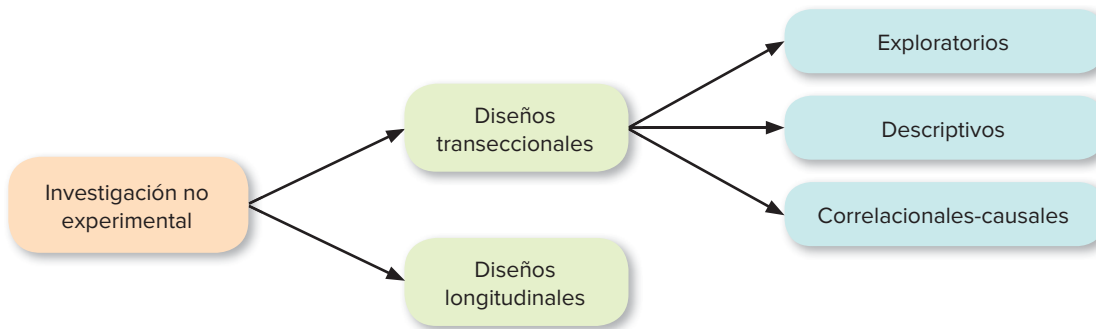 Investigación no
experimental
Diseños
transeccionales
Diseños
longitudinales
Exploratorios
Descriptivos
Correlacionales-causales